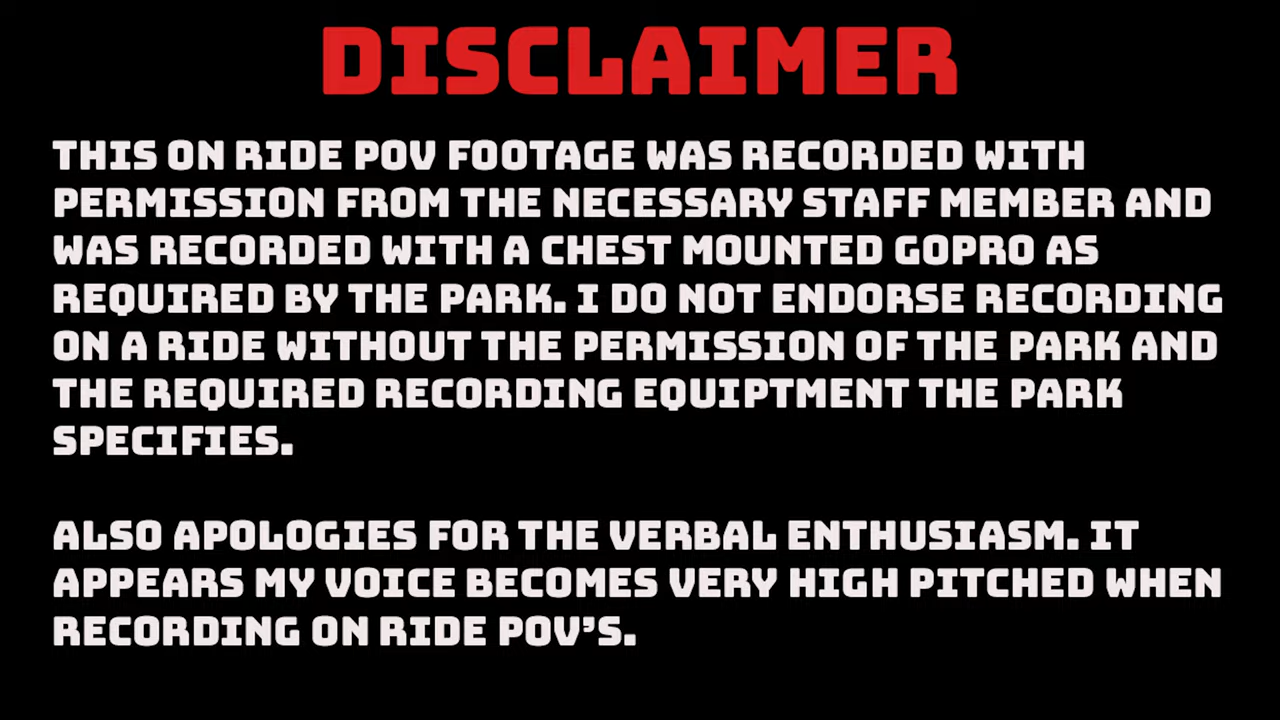 DISCLAIMER
THIS ON RIDE POV FOOTAGE WAS RECORDED WITH
PERMISSION FROM THE NECESSARY STAFF MEMBER AND
WAS RECORDED WITH A CHEST MOUNTED GOPRO AS
REQUIRED BY THE PARK. I DO NOT ENDORSE RECORDING
ON A RIDE WITHOUT THE PERMISSION OF THE PARK AND
THE REQUIRED RECORDING EQUIPTMENT THE PARK
SPECIFIES.
ALSO APOLOGIES FOR THE VERBAL ENTHUSIASM. IT
APPEARS MY VOICE BECOMES VERY HIGH PITCHED WHEN
RECORDING ON RIDE POV'S.